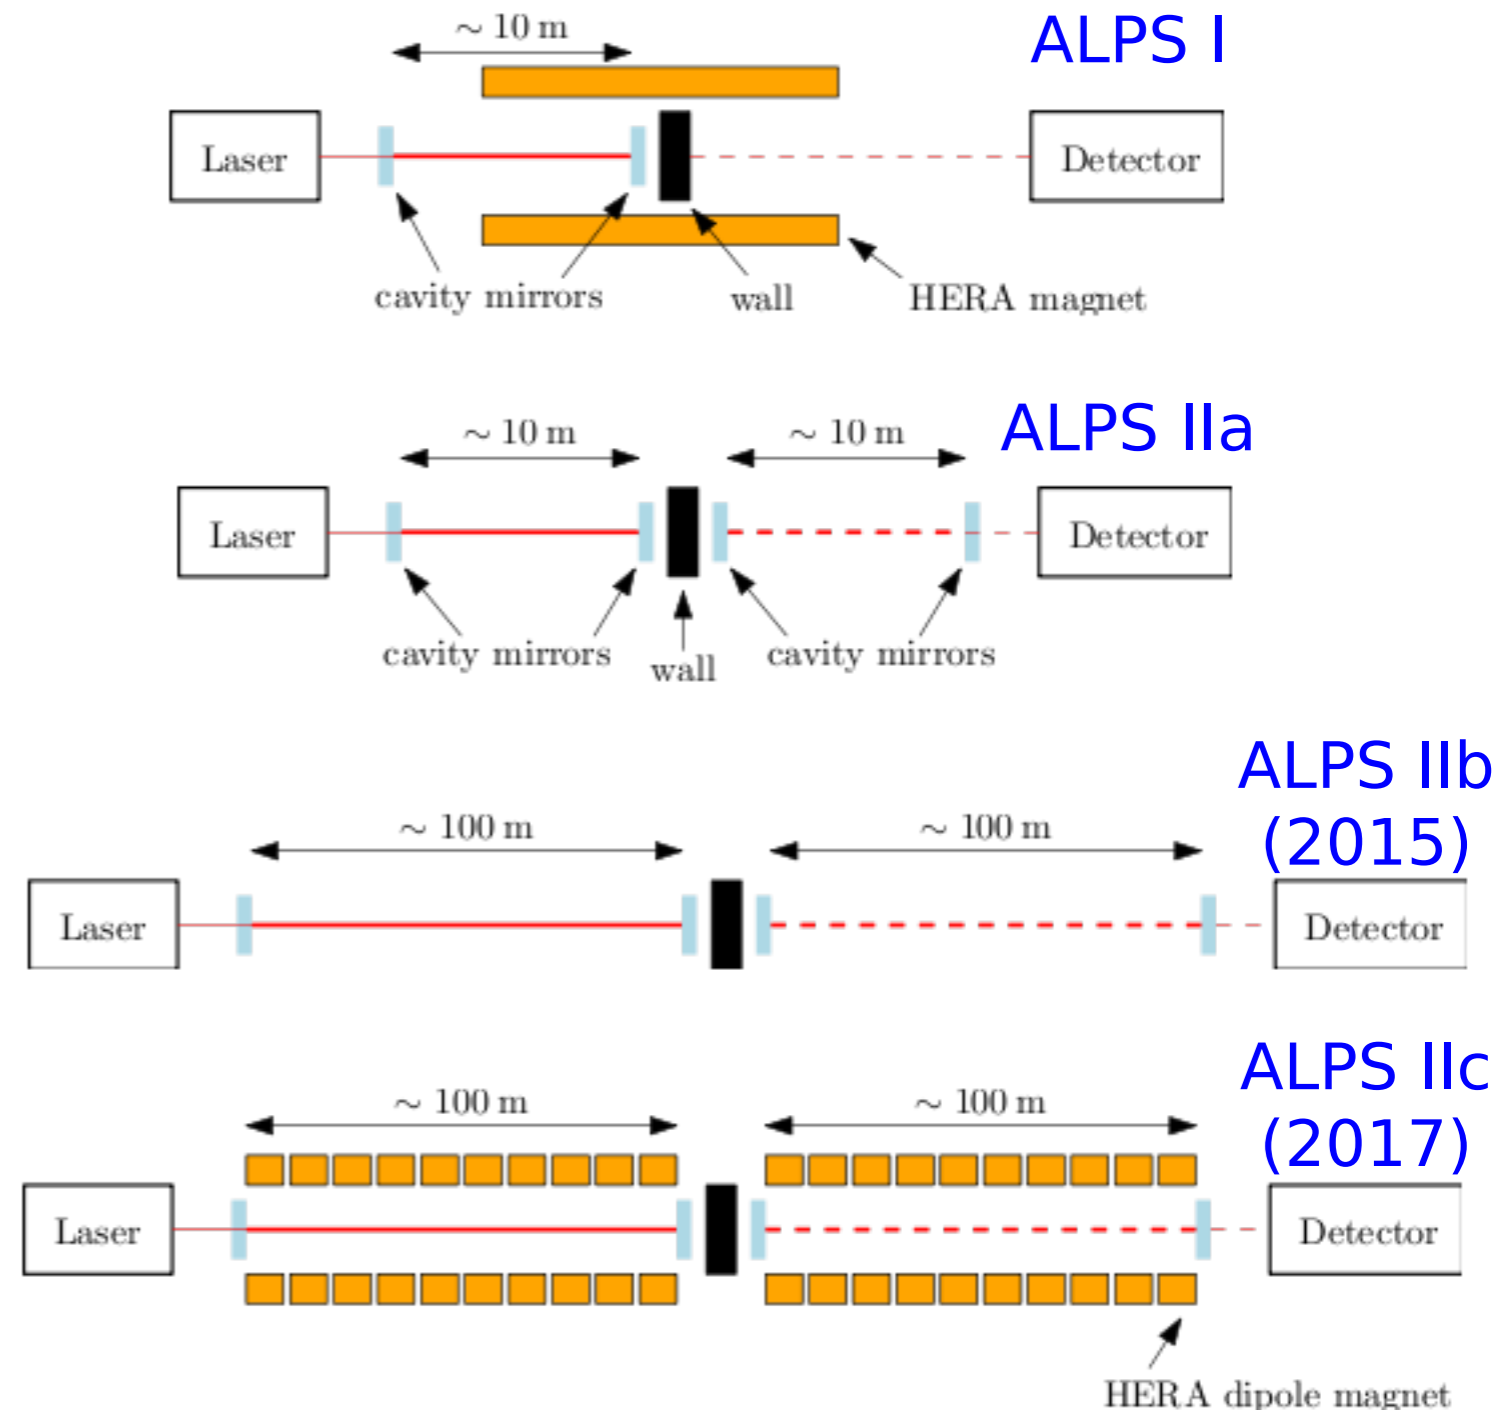 ~ 10 m
ALPS I
Laser
Detector
cavity mirrors
wall
HERA magnet
~ 10 m
~ 10 m
ALPS IIa
Laser
Detector
cavity mirrors
wall
cavity mirrors
ALPS IIb
(2015)
~ 100 m
~ 100 m
Laser
Detector
ALPS IIc
(2017)
~ 100 m
~ 100 m
Laser
Detector
HERA dipole magnet